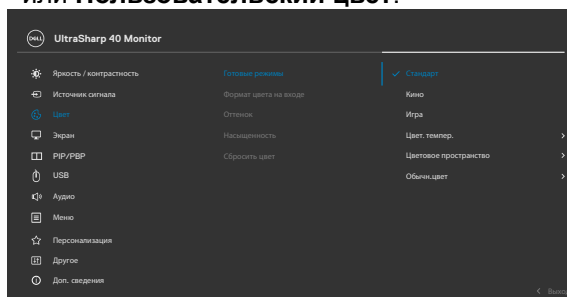 или Пользовательский цвет.
DELL UltraSharp 40 Monitor
Яркость / контрастность Готовые режимы Стандарт
Источник сигнала Формат цвета на входе Кино
Цвет Оттенок Игра
Экран Насыщенность Цвет. темпер.
PIP/PBP Сбросить цвет Цветовое пространство
USB Обычн.цвет
Аудио
Меню
Персонализация
Другое
Доп. сведения
Выход